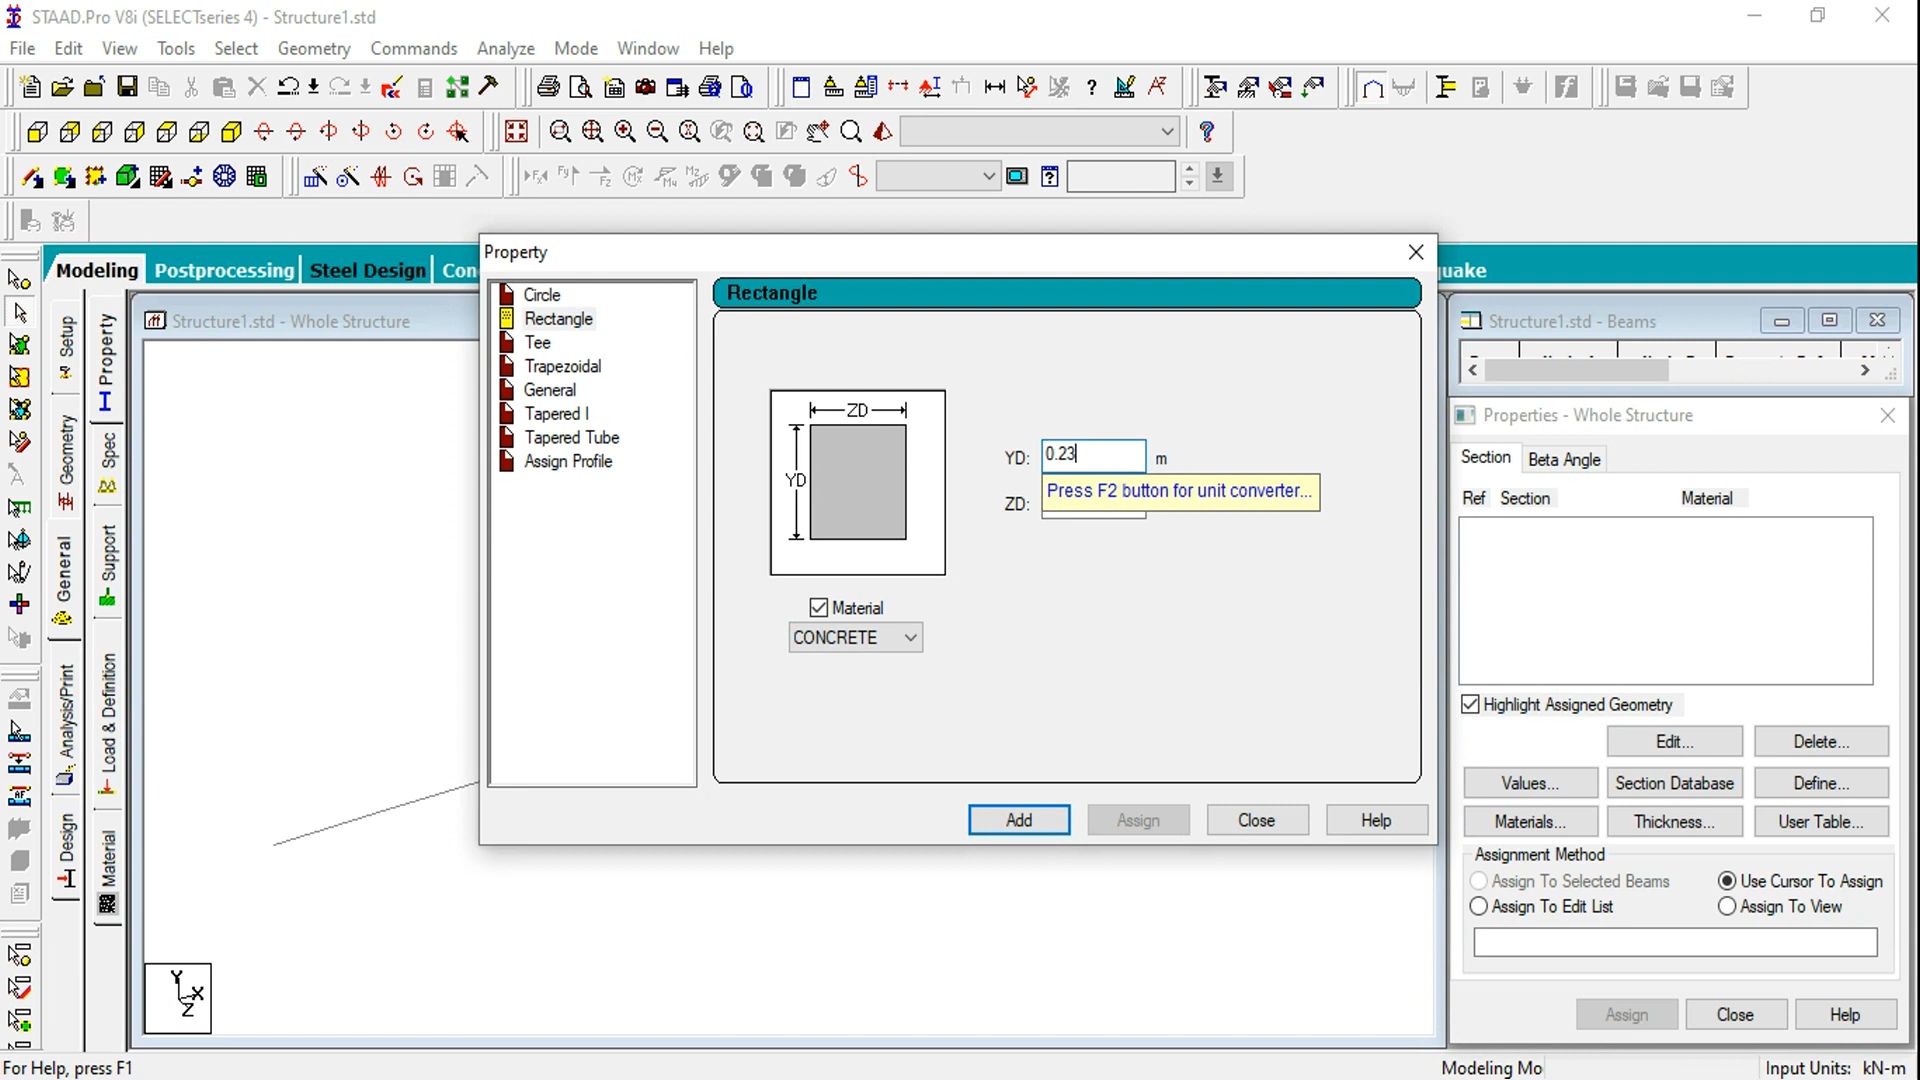 STAAD.Pro V8i (SELECTseries 4) - Structure1.std
File Edit View Tools Select Geometry Commands Analyze Mode Window Help
Modeling Postprocessing Steel Design Con
quake
Structure1.std - Whole Structure
Setup
Geometry
General
Analysis/Print
Design
Property
Spec
Support
Load & Definition
Material
Property
Circle
Rectangle
Tee
Trapezoidal
General
Tapered I
Tapered Tube
Assign Profile
Rectangle
ZD
YD
YD: 0.23 m
Press F2 button for unit converter...
ZD:
Material
CONCRETE
Add Assign Close Help
Structure1.std - Beams
Properties - Whole Structure
Section Beta Angle
Ref Section Material
Highlight Assigned Geometry
Edit... Delete...
Values... Section Database Define...
Materials... Thickness... User Table...
Assignment Method
Assign To Selected Beams Use Cursor To Assign
Assign To Edit List Assign To View
Assign Close Help
Y
X
Z
For Help, press F1
Modeling Mo
Input Units: kN-m